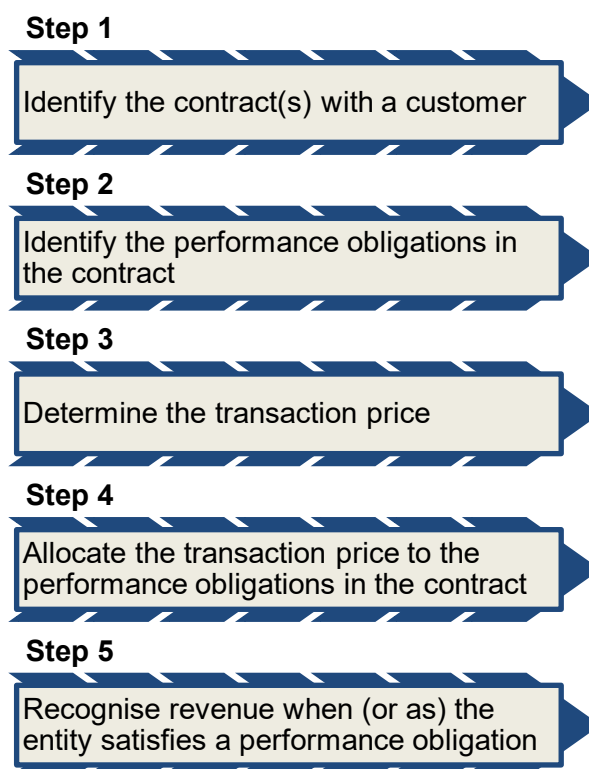 Step 1
Identify the contract(s) with a customer
Step 2
Identify the performance obligations in
the contract
Step 3
Determine the transaction price
Step 4
Allocate the transaction price to the
performance obligations in the contract
Step 5
Recognise revenue when (or as) the
entity satisfies a performance obligation